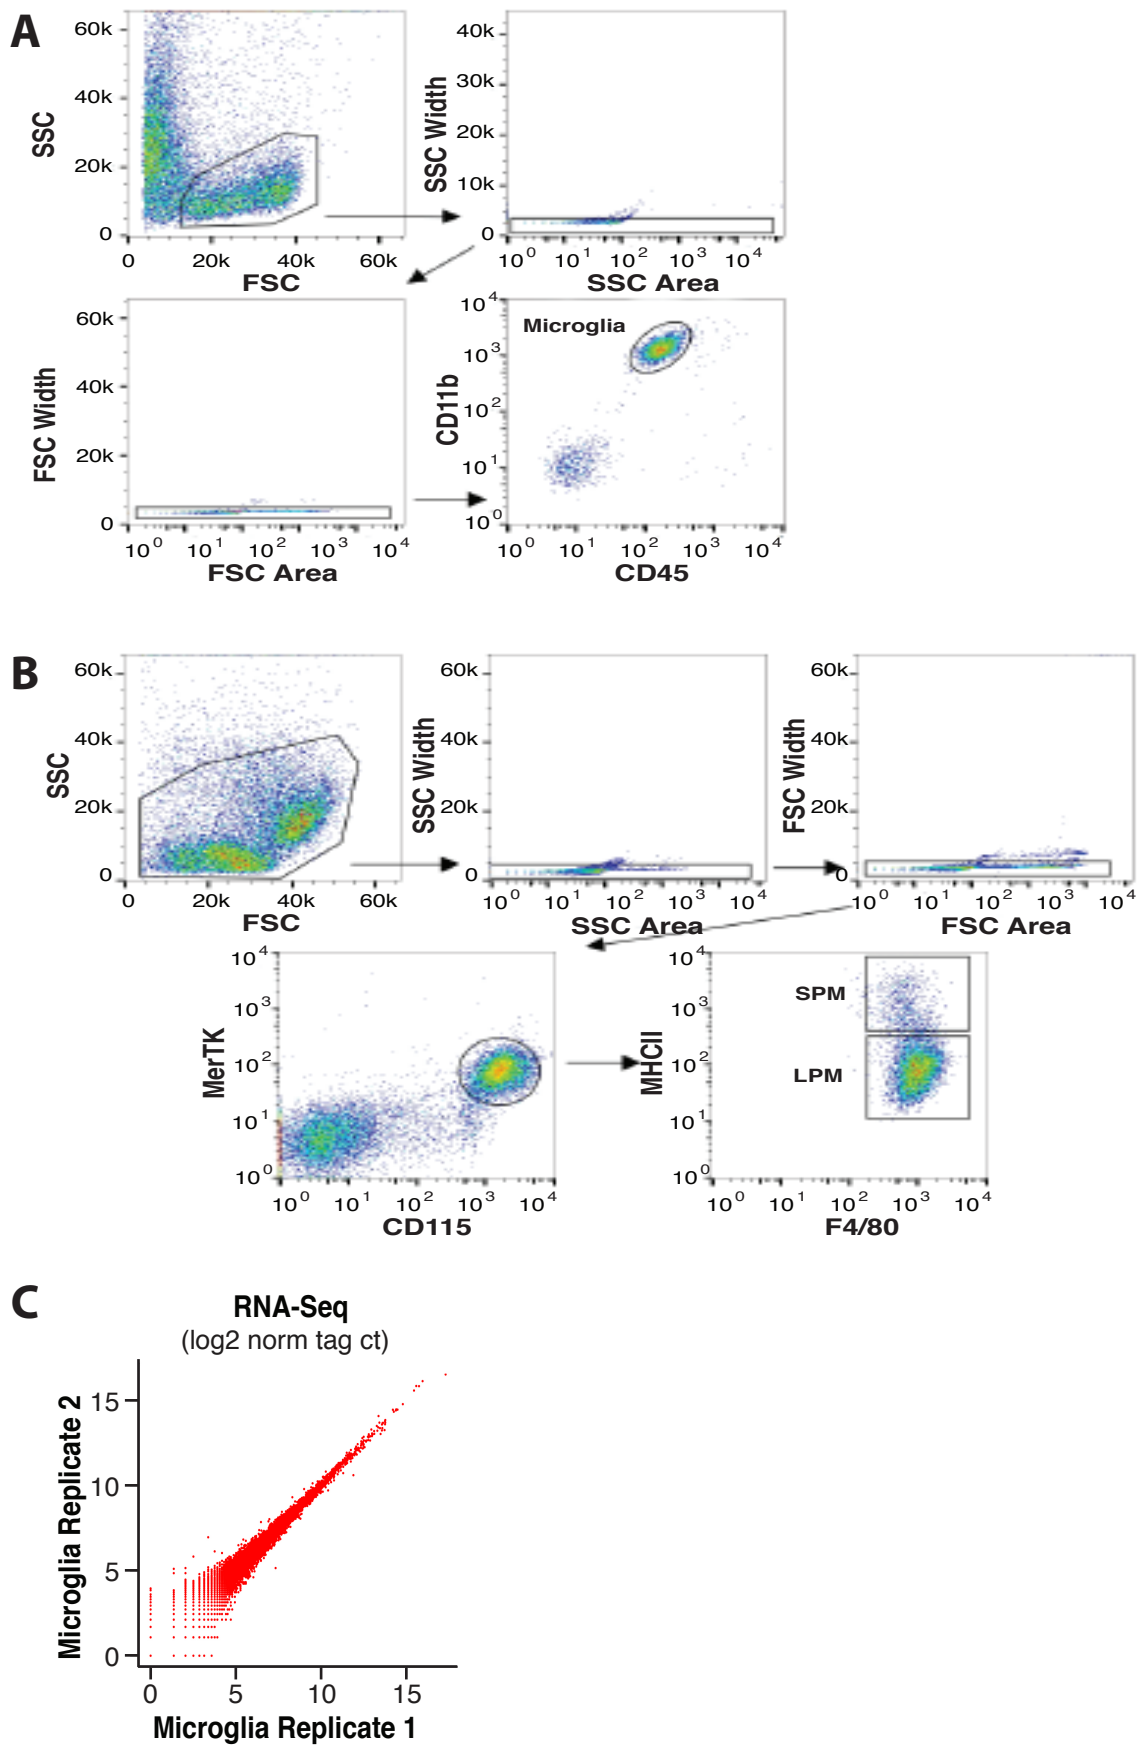 A
60k
40k
20k
0
SSC
0 20k 40k 60k
FSC
40k
30k
20k
10k
0
SSC Width
10^0 10^1 10^2 10^3 10^4
SSC Area
60k
40k
20k
0
FSC Width
10^0 10^1 10^2 10^3 10^4
FSC Area
Microglia
10^4
10^3
10^2
10^1
10^0
CD11b
10^0 10^1 10^2 10^3 10^4
CD45
B
60k
40k
20k
0
SSC
0 20k 40k 60k
FSC
60k
40k
20k
0
SSC Width
10^0 10^1 10^2 10^3 10^4
SSC Area
60k
40k
20k
0
FSC Width
10^0 10^1 10^2 10^3 10^4
FSC Area
10^4
10^3
10^2
10^1
10^0
MerTK
10^0 10^1 10^2 10^3 10^4
CD115
10^4
10^3
10^2
10^1
10^0
MHCII
SPM
LPM
10^0 10^1 10^2 10^3 10^4
F4/80
C
RNA-Seq
(log2 norm tag ct)
15
10
5
0
Microglia Replicate 2
0 5 10 15
Microglia Replicate 1